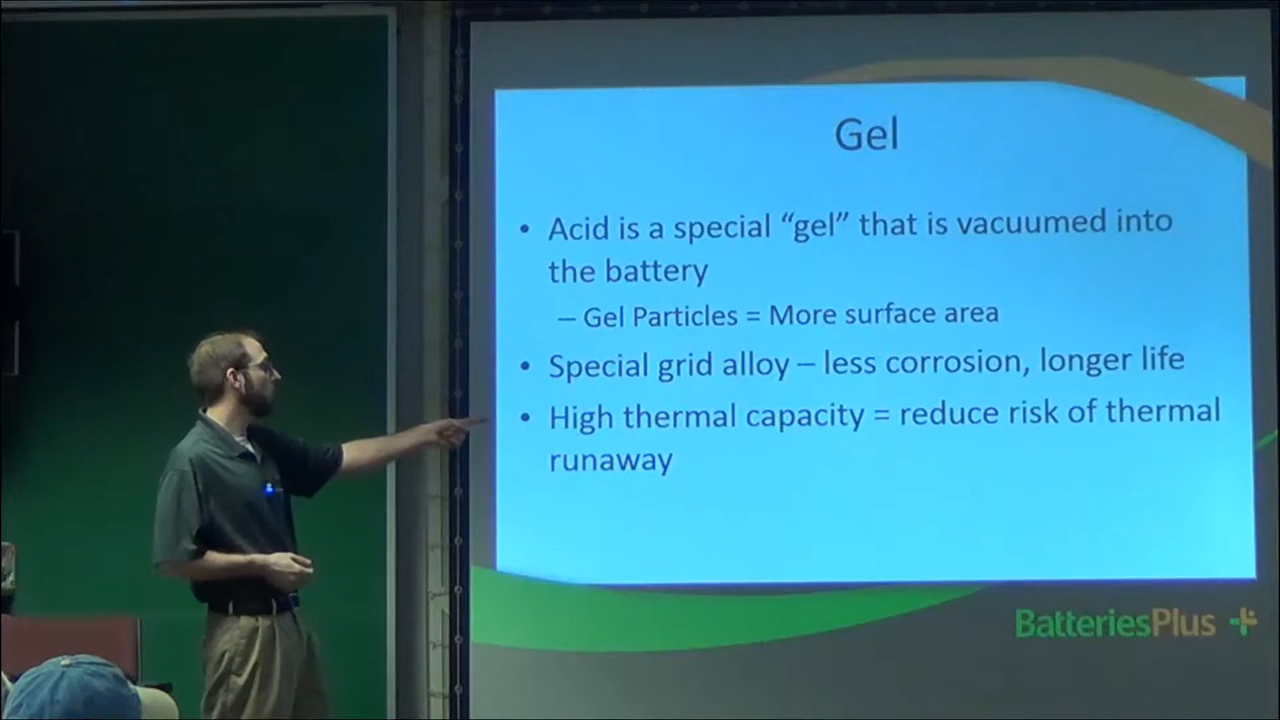 Gel
• Acid is a special “gel” that is vacuumed into
the battery
– Gel Particles = More surface area
• Special grid alloy – less corrosion, longer life
• High thermal capacity = reduce risk of thermal
runaway
BatteriesPlus